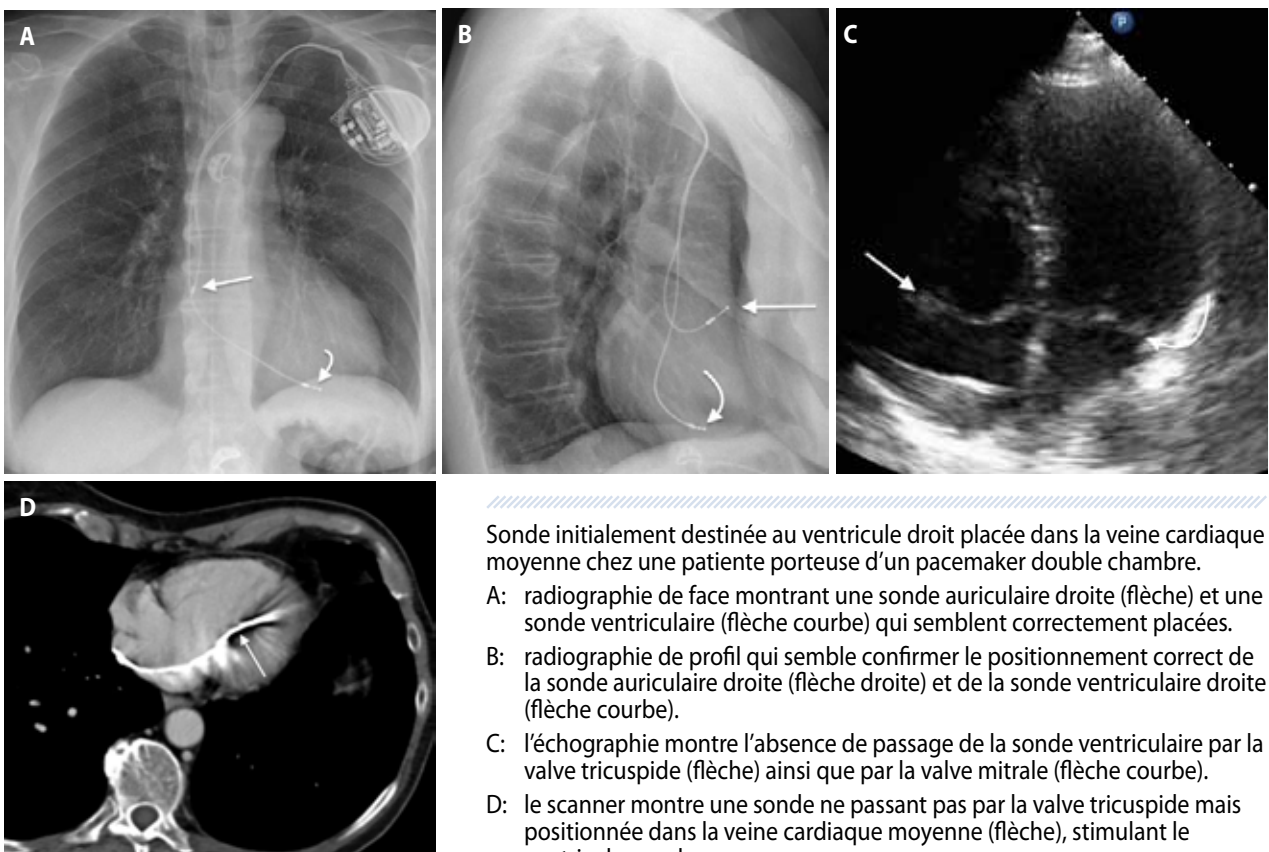 A
B
C
P
D
Sonde initialement destinée au ventricule droit placée dans la veine cardiaque
moyenne chez une patiente porteuse d’un pacemaker double chambre.
A: radiographie de face montrant une sonde auriculaire droite (flèche) et une
sonde ventriculaire (flèche courbe) qui semblent correctement placées.
B: radiographie de profil qui semble confirmer le positionnement correct de
la sonde auriculaire droite (flèche droite) et de la sonde ventriculaire droite
(flèche courbe).
C: l’échographie montre l’absence de passage de la sonde ventriculaire par la
valve tricuspide (flèche) ainsi que par la valve mitrale (flèche courbe).
D: le scanner montre une sonde ne passant pas par la valve tricuspide mais
positionnée dans la veine cardiaque moyenne (flèche), stimulant le